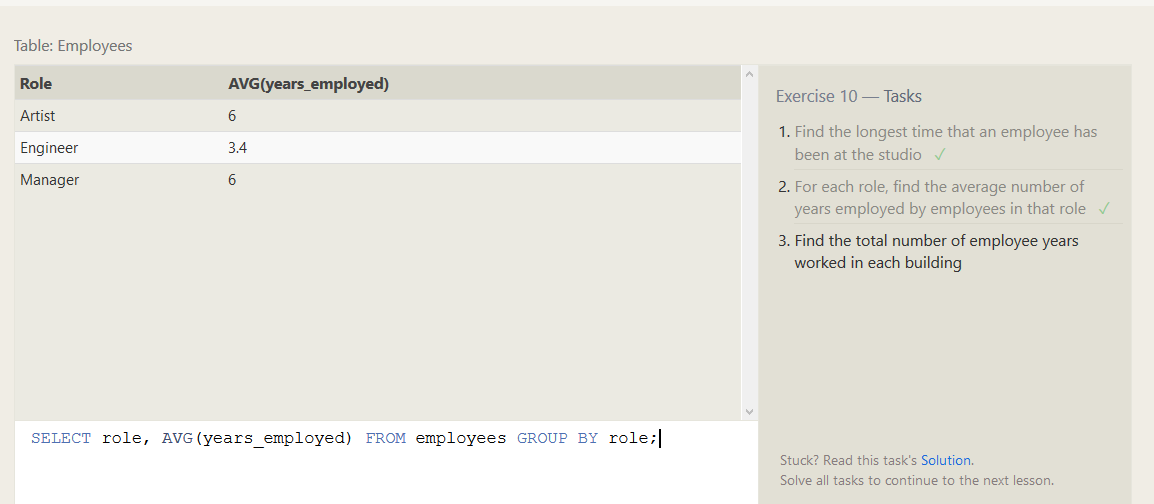 Table: Employees
Role AVG(years_employed)
Artist 6
Engineer 3.4
Manager 6
SELECT role, AVG(years_employed) FROM employees GROUP BY role;
Exercise 10 — Tasks
1. Find the longest time that an employee has
been at the studio ✓
2. For each role, find the average number of
years employed by employees in that role ✓
3. Find the total number of employee years
worked in each building
Stuck? Read this task's Solution.
Solve all tasks to continue to the next lesson.